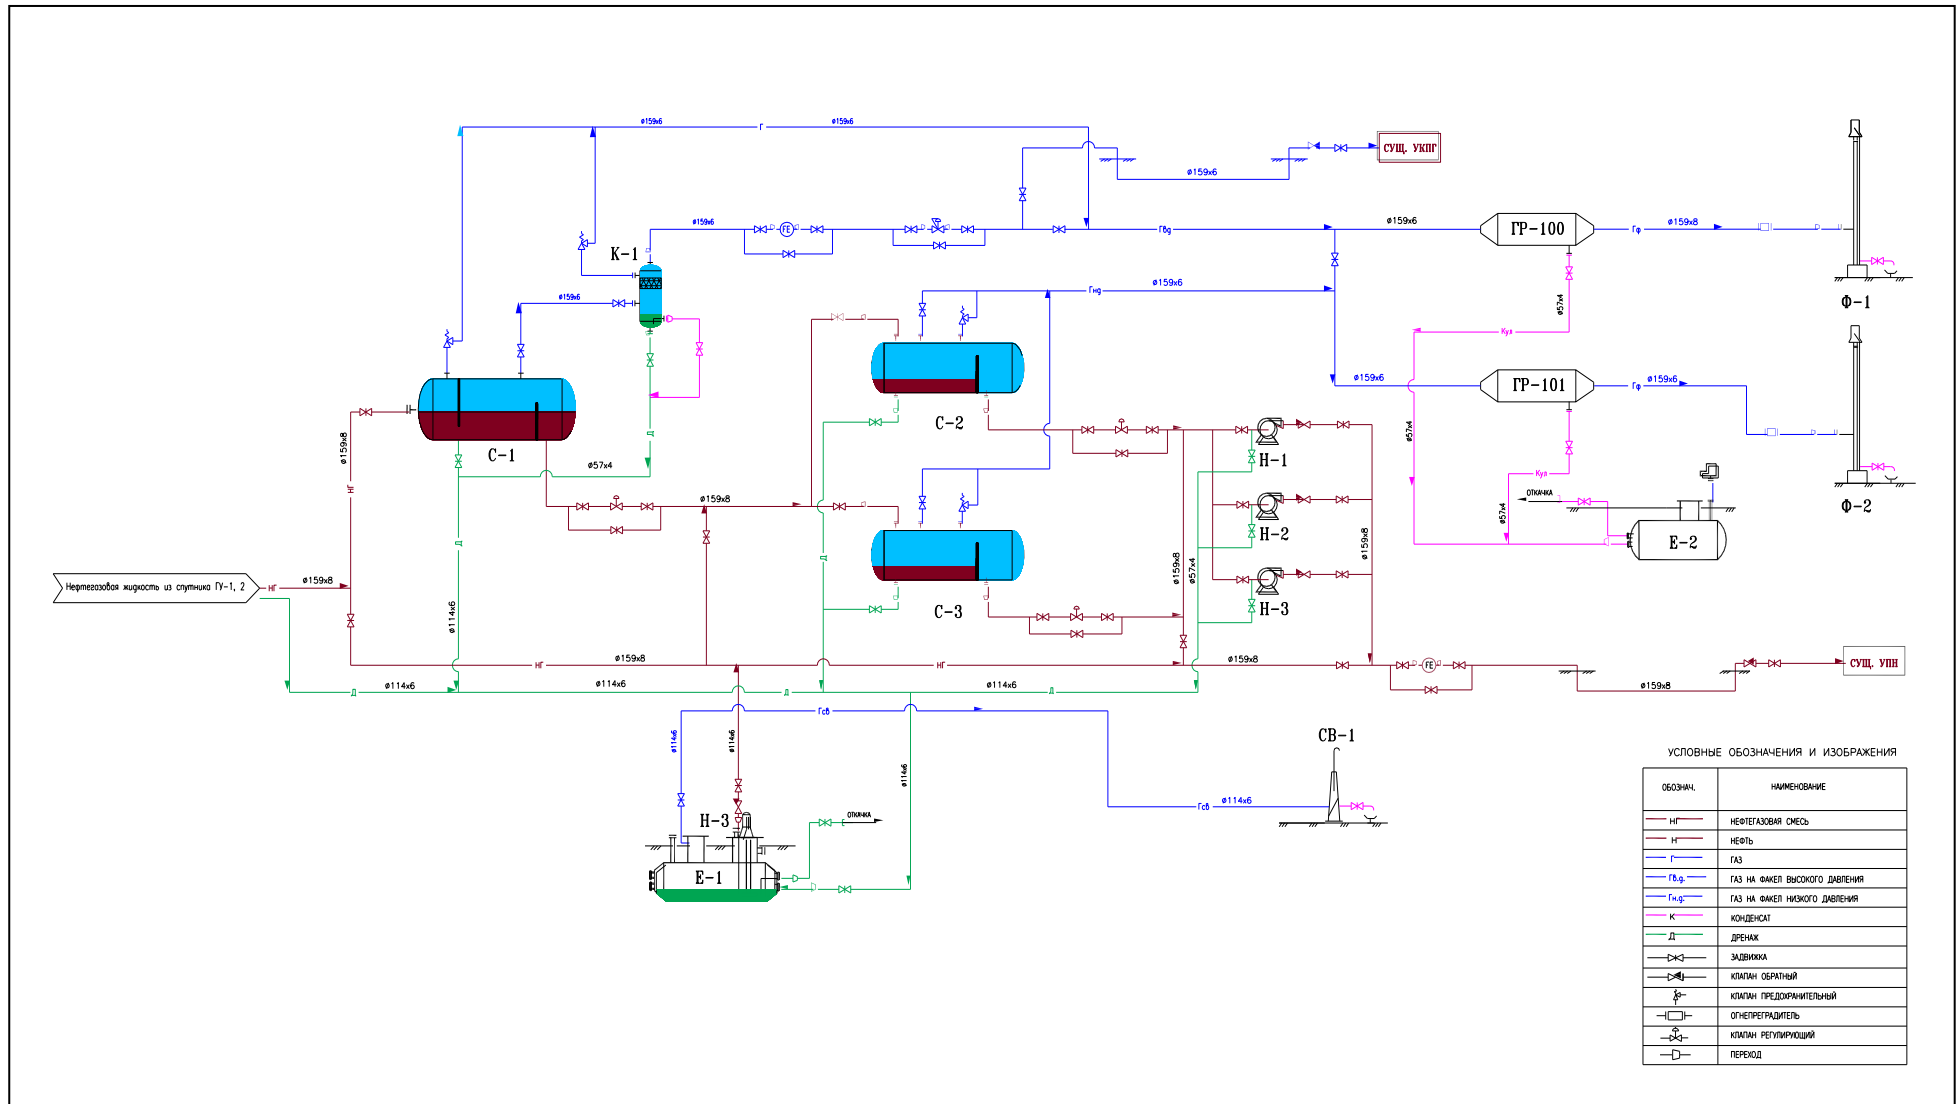 ø159x6
Г
ø159x6
СУЩ. УКПГ
ø159x6
ø159x6
FE
Гвд
ø159x6
ГР-100
Гф
ø159x8
К-1
Ф-1
ø159x6
Гнд
ø159x6
ø57x4
Кул
С-2
ø159x6
ГР-101
Гф
ø159x6
С-1
ø159x8
НГ
Д
ø57x4
ø57x4
Н-1
Кул
ø159x8
ОТКАЧКА
ø57x4
Ф-2
Н-2
Е-2
Д
Д
ø159x8
ø57x4
ø159x8
Нефтегазовая жидкость из спутника ГУ-1, 2
НГ
ø159x8
ø114x6
С-3
Н-3
НГ
ø159x8
НГ
ø159x8
FE
СУЩ. УПН
Д
ø114x6
ø114x6
Д
ø114x6
Д
ø159x8
Гсв
ø114x6
ø114x6
ø114x6
СВ-1
Гсв
ø114x6
Н-3
ОТКАЧКА
Е-1
УСЛОВНЫЕ ОБОЗНАЧЕНИЯ И ИЗОБРАЖЕНИЯ
ОБОЗНАЧ. НАИМЕНОВАНИЕ
НГ НЕФТЕГАЗОВАЯ СМЕСЬ
Н НЕФТЬ
Г ГАЗ
Гв.д. ГАЗ НА ФАКЕЛ ВЫСОКОГО ДАВЛЕНИЯ
Гн.д. ГАЗ НА ФАКЕЛ НИЗКОГО ДАВЛЕНИЯ
К КОНДЕНСАТ
Д ДРЕНАЖ
ЗАДВИЖКА
КЛАПАН ОБРАТНЫЙ
КЛАПАН ПРЕДОХРАНИТЕЛЬНЫЙ
ОГНЕПРЕГРАДИТЕЛЬ
КЛАПАН РЕГУЛИРУЮЩИЙ
ПЕРЕХОД